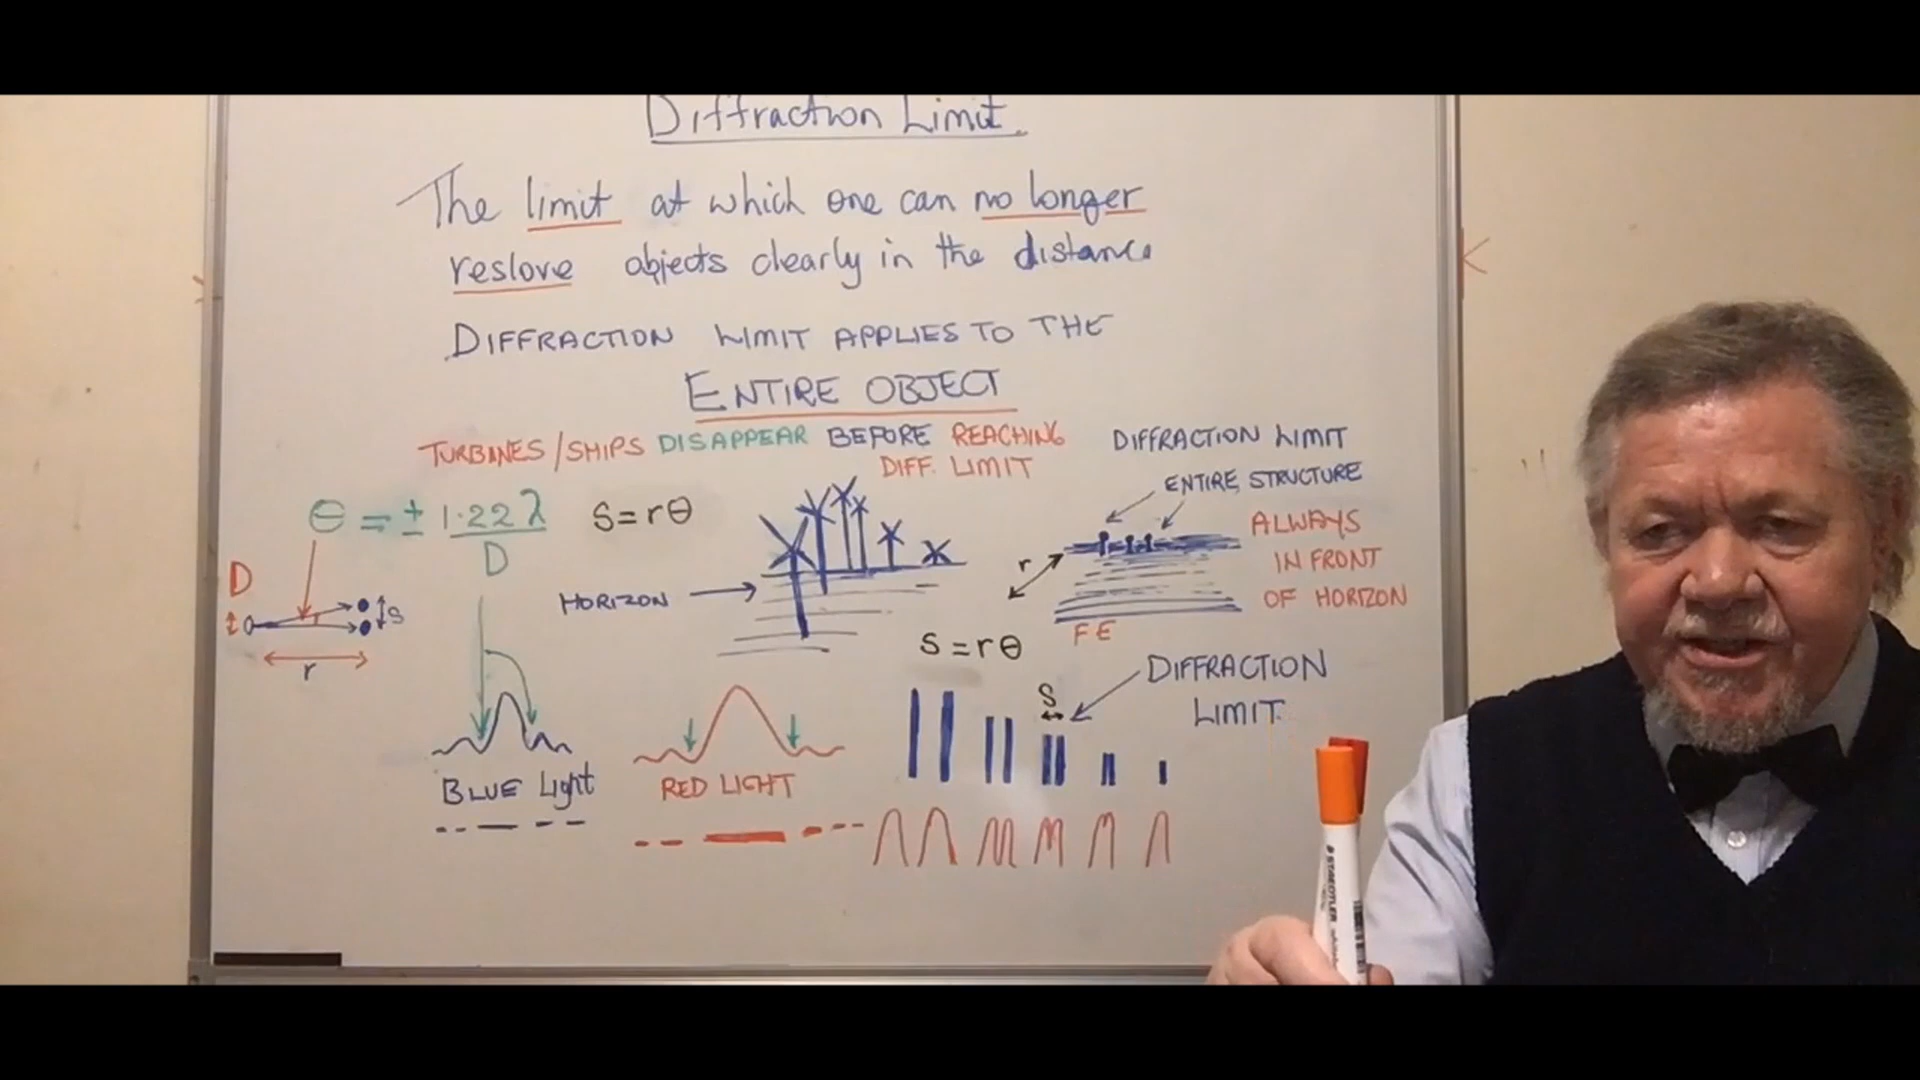 Diffraction Limit.
The limit at which one can no longer
reslove objects clearly in the distance
DIFFRACTION LIMIT APPLIES TO THE
ENTIRE OBJECT
TURBINES/SHIPS DISAPPEAR BEFORE REACHING
DIFF. LIMIT
DIFFRACTION LIMIT
ENTIRE STRUCTURE
ALWAYS
IN FRONT
OF HORIZON
θ = ± 1.22λ
D
S=rθ
D
S
r
HORIZON
r
FE
S=rθ
S
DIFFRACTION
LIMIT
BLUE Light
RED LIGHT
STAEDTLER